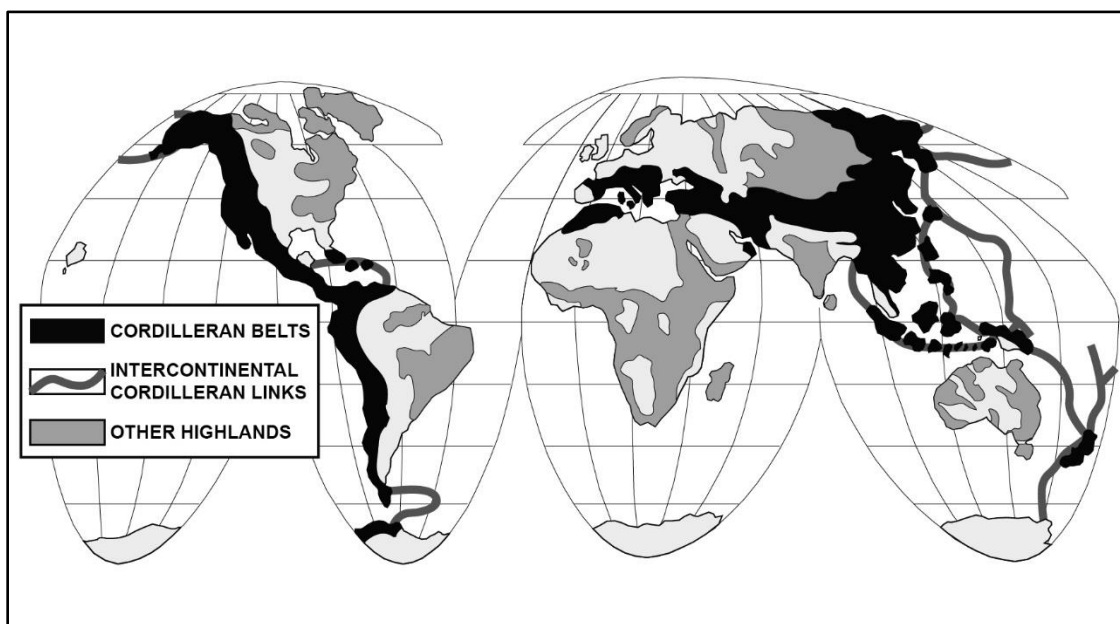 CORDILLERAN BELTS
INTERCONTINENTAL
CORDILLERAN LINKS
OTHER HIGHLANDS